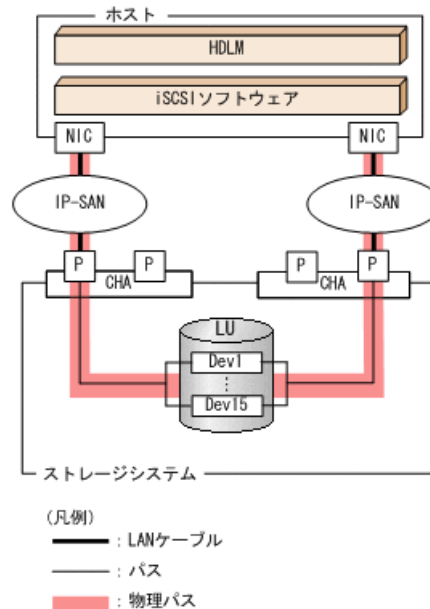 ホスト
HDLM
iSCSIソフトウェア
NIC
NIC
IP-SAN
IP-SAN
P
P
CHA
P
P
CHA
LU
Dev1
⋮
Dev15
ストレージシステム
(凡例)
: LANケーブル
: パス
: 物理パス